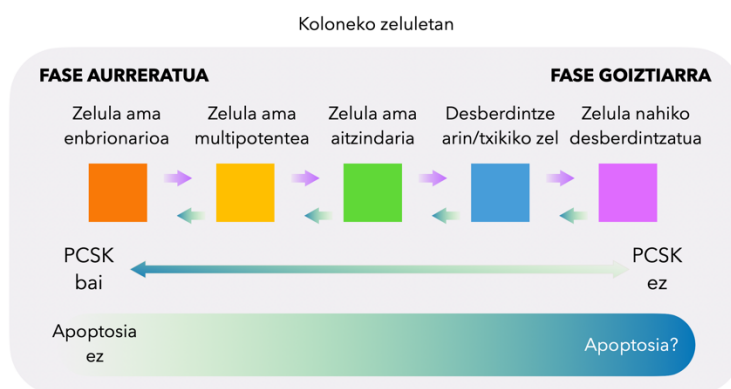 Koloneko zeluletan
FASE AURRERATUA
FASE GOIZTIARRA
Zelula ama
enbrionarioa
Zelula ama
multipotentea
Zelula ama
aitzindaria
Desberdintze
arin/txikiko zel
Zelula nahiko
desberdintzatua
PCSK
bai
PCSK
ez
Apoptosia
ez
Apoptosia?